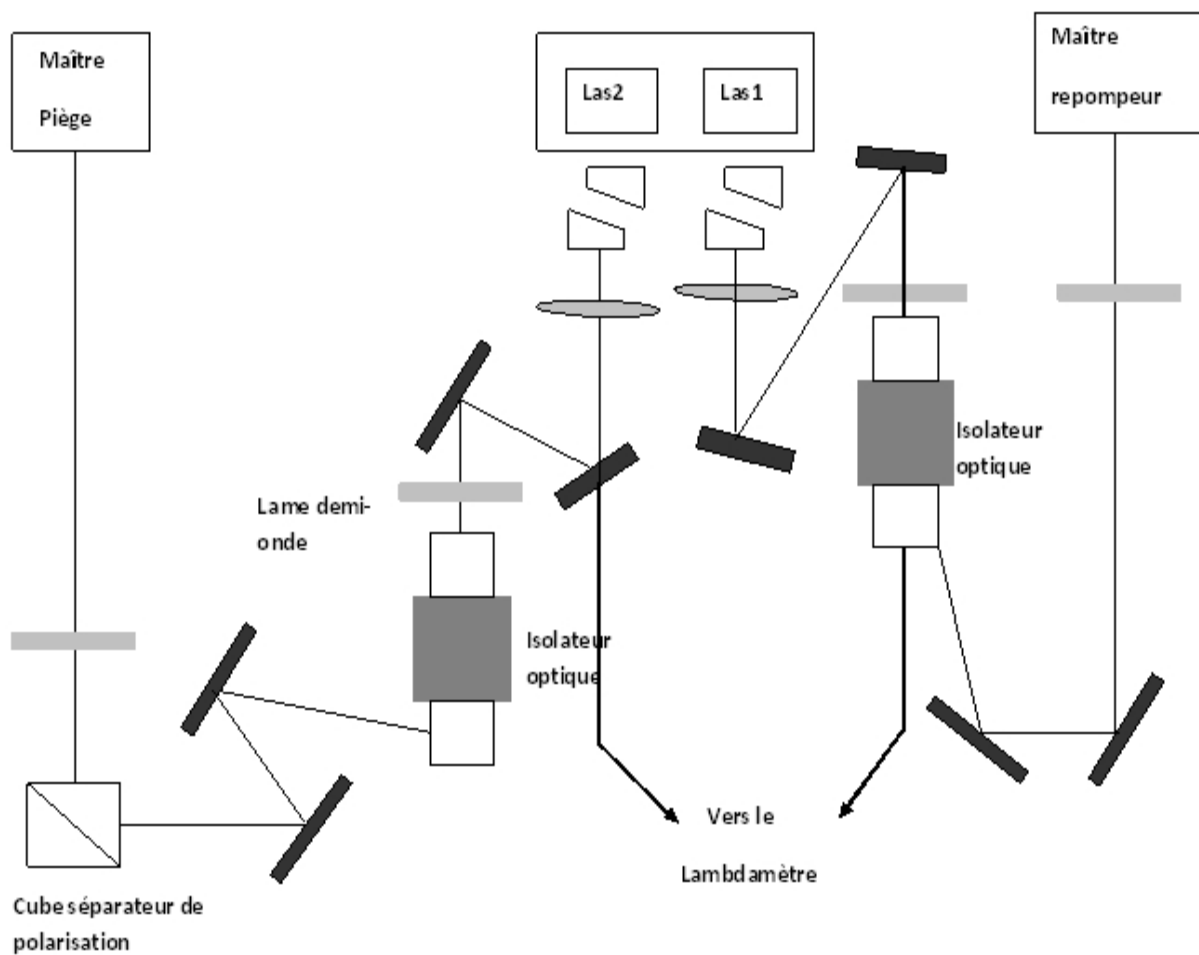 Maître
Piège
Las2
Las1
Maître
repompeur
Isolateur
optique
Lame demi-
onde
Isolateur
optique
Vers le
Lambdamètre
Cube séparateur de
polarisation